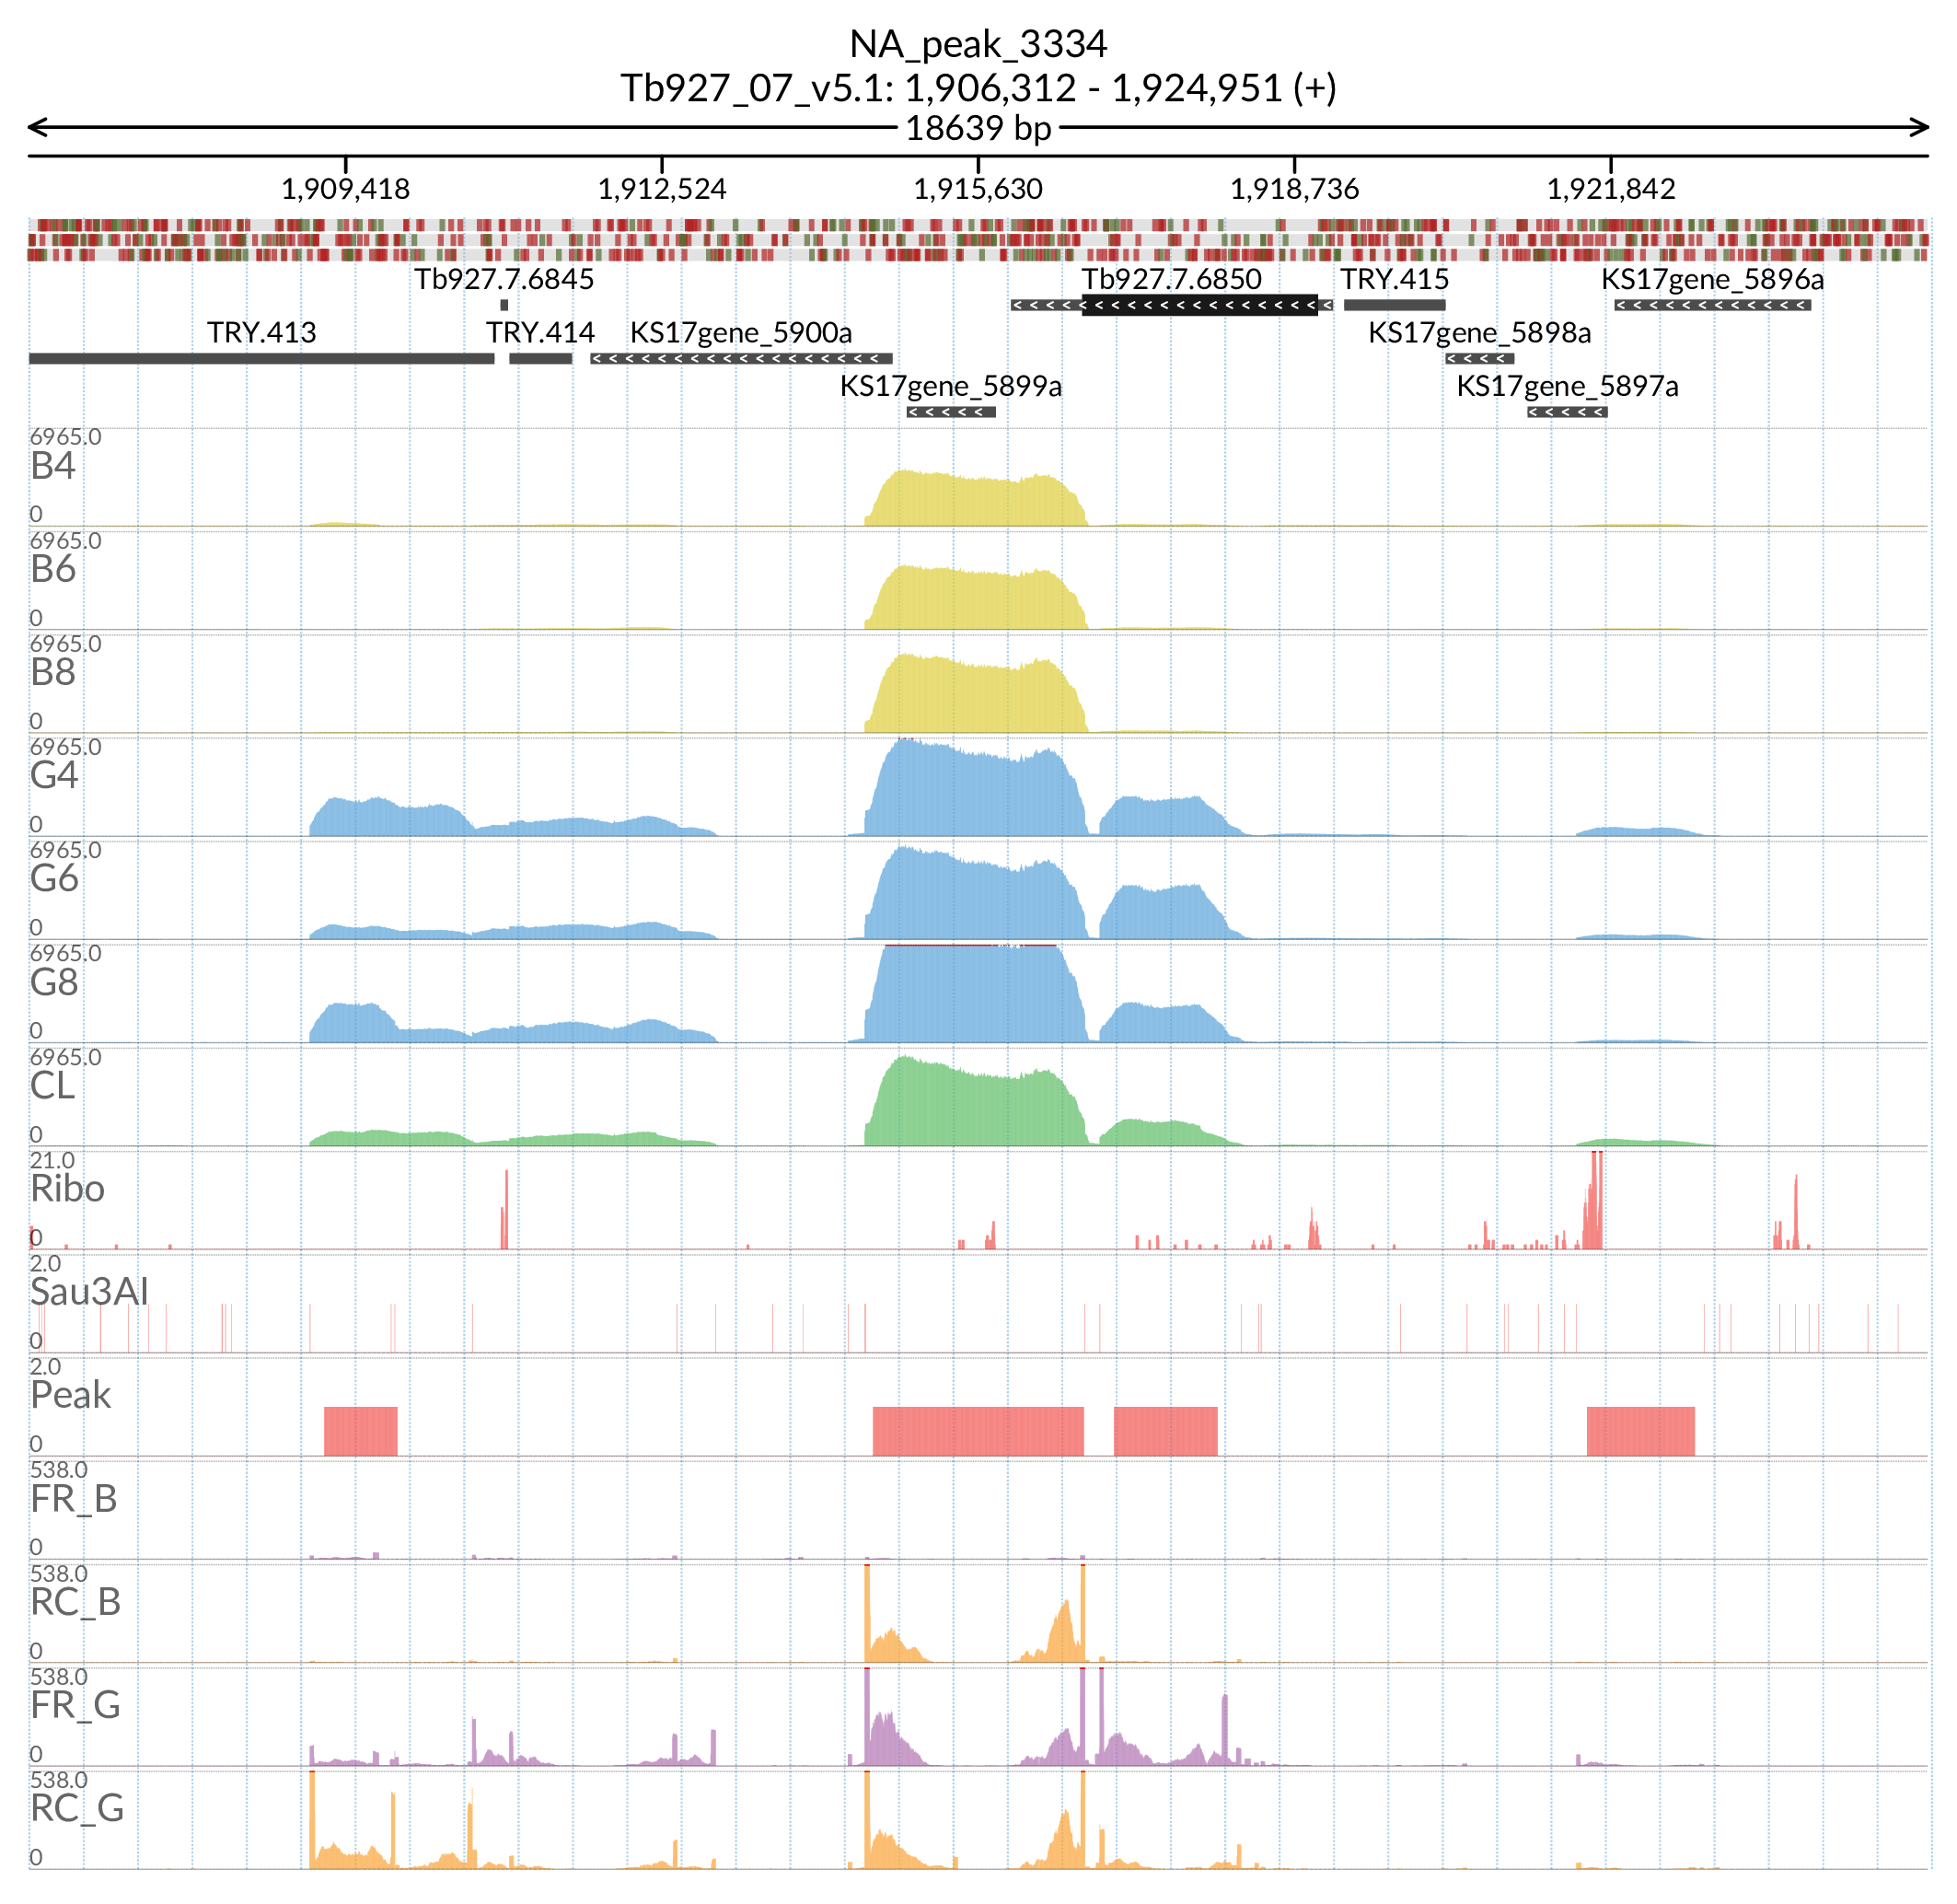 NA_peak_3334
Tb927_07_v5.1: 1,906,312 - 1,924,951 (+)
18639 bp
1,909,418 1,912,524 1,915,630 1,918,736 1,921,842
Tb927.7.6845 Tb927.7.6850 TRY.415 KS17gene_5896a
TRY.413 TRY.414 KS17gene_5900a KS17gene_5898a
KS17gene_5899a KS17gene_5897a
6965.0
B4
0
6965.0
B6
0
6965.0
B8
0
6965.0
G4
0
6965.0
G6
0
6965.0
G8
0
6965.0
CL
0
21.0
Ribo
0
2.0
Sau3AI
0
2.0
Peak
0
538.0
FR_B
0
538.0
RC_B
0
538.0
FR_G
0
538.0
RC_G
0